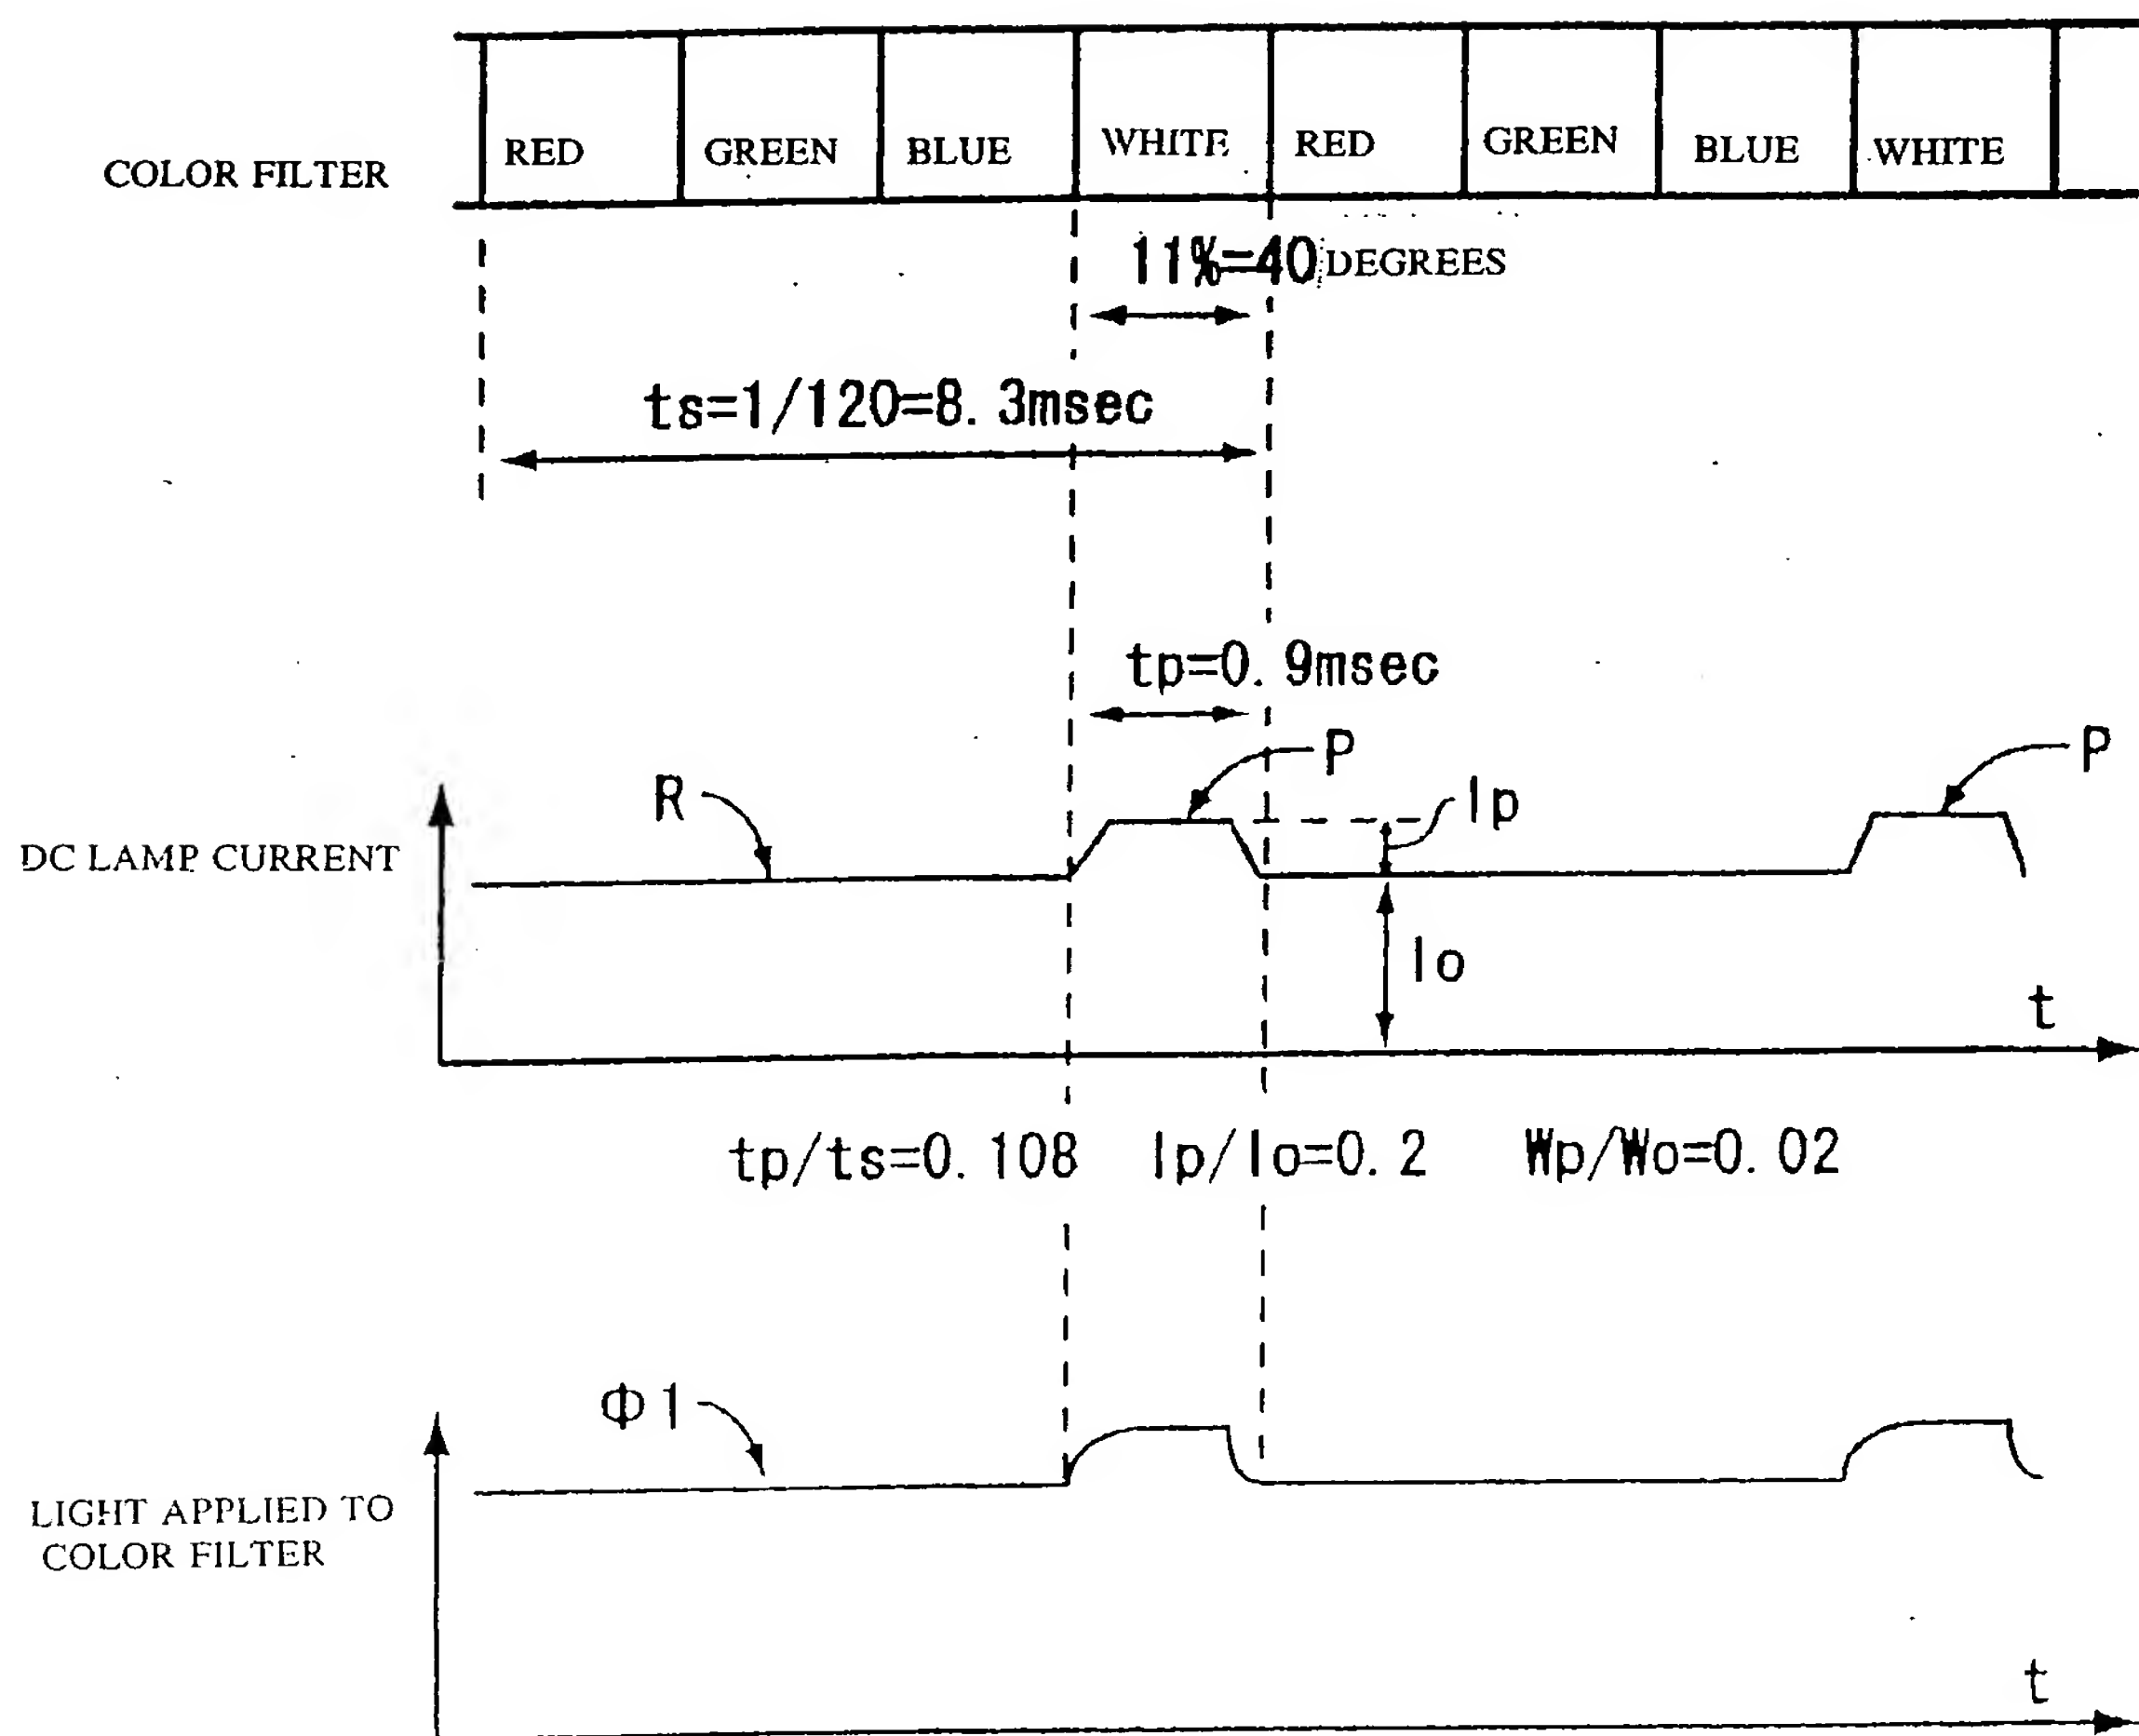 COLOR FILTER
RED GREEN BLUE WHITE RED GREEN BLUE WHITE
11%=40 DEGREES
ts=1/120=8.3msec
tp=0.9msec
R P Ip P
DC LAMP CURRENT
Io
t
tp/ts=0.108 Ip/Io=0.2 Wp/Wo=0.02
Φ1
LIGHT APPLIED TO
COLOR FILTER
t